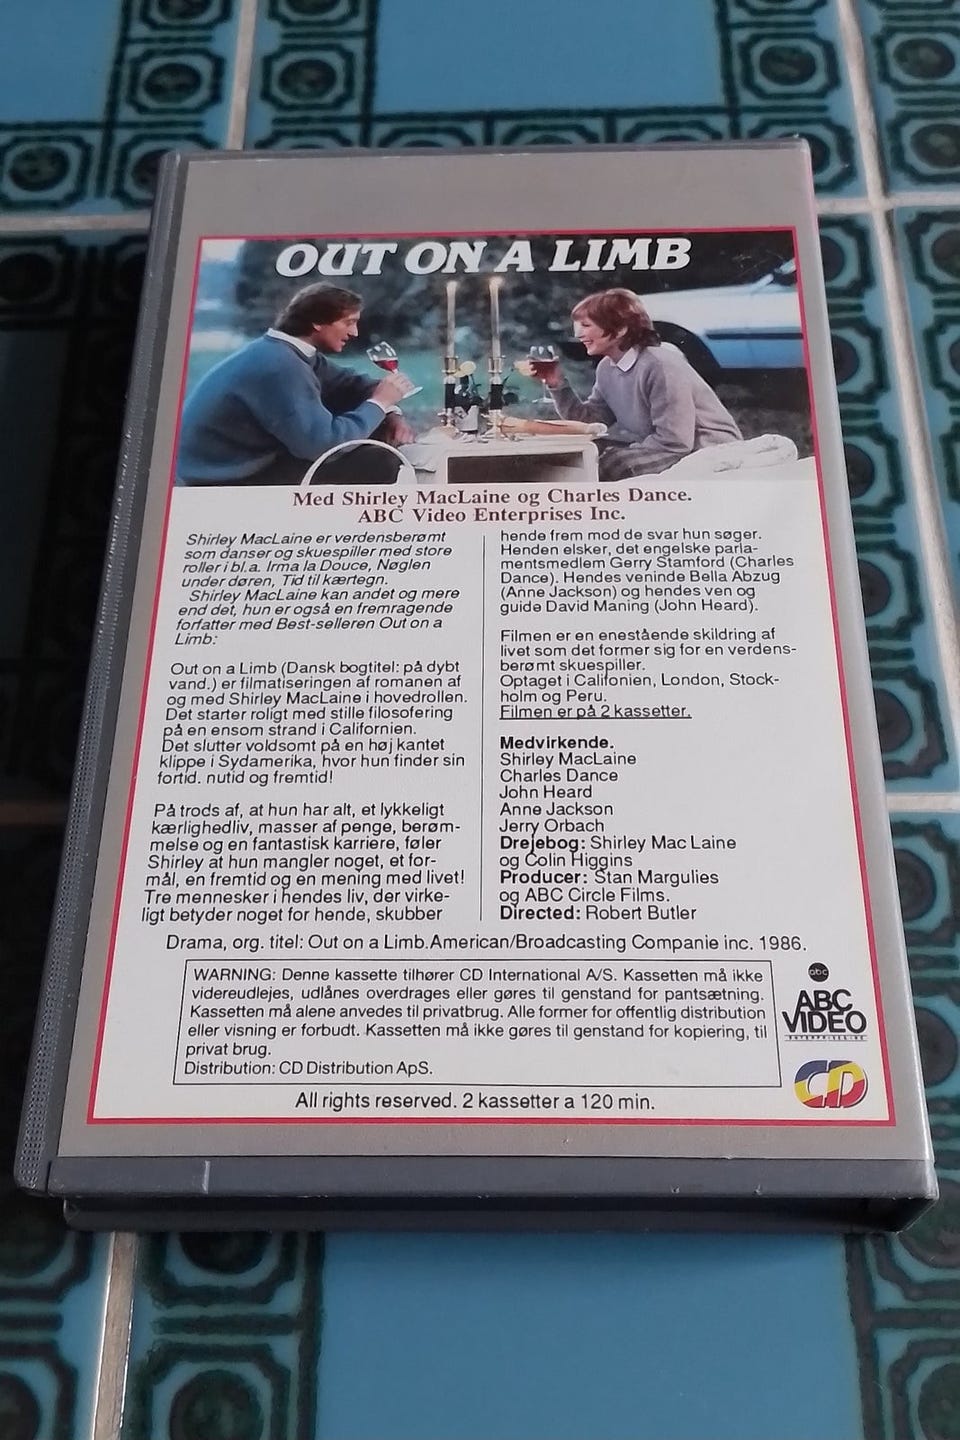 OUT ON A LIMB
Med Shirley MacLaine og Charles Dance.
ABC Video Enterprises Inc.
Shirley MacLaine er verdensberømt
som danser og skuespiller med store
roller i bl.a. Irma la Douce, Nøglen
under døren, Tid til kærtegn.
Shirley MacLaine kan andet og mere
end det, hun er også en fremragende
forfatter med Best-selleren Out on a
Limb:
Out on a Limb (Dansk bogtitel: på dybt
vand.) er filmatiseringen af romanen af
og med Shirley MacLaine i hovedrollen.
Det starter roligt med stille filosofering
på en ensom strand i Californien.
Det slutter voldsomt på en høj kantet
klippe i Sydamerika, hvor hun finder sin
fortid. nutid og fremtid!
På trods af, at hun har alt, et lykkeligt
kærlighedliv, masser af penge, berøm-
melse og en fantastisk karriere, føler
Shirley at hun mangler noget, et for-
mål, en fremtid og en mening med livet!
Tre mennesker i hendes liv, der virke-
ligt betyder noget for hende, skubber
hende frem mod de svar hun søger.
Henden elsker, det engelske parla-
mentsmedlem Gerry Stamford (Charles
Dance). Hendes veninde Bella Abzug
(Anne Jackson) og hendes ven og
guide David Maning (John Heard).
Filmen er en enestående skildring af
livet som det former sig for en verdens-
berømt skuespiller.
Optaget i Califonien, London, Stock-
holm og Peru.
Filmen er på 2 kassetter.
Medvirkende.
Shirley MacLaine
Charles Dance
John Heard
Anne Jackson
Jerry Orbach
Drejebog: Shirley Mac Laine
og Colin Higgins
Producer: Stan Margulies
og ABC Circle Films.
Directed: Robert Butler
Drama, org. titel: Out on a Limb.American/Broadcasting Companie inc. 1986.
WARNING: Denne kassette tilhører CD International A/S. Kassetten må ikke
videreudlejes, udlånes overdrages eller gøres til genstand for pantsætning.
Kassetten må alene anvedes til privatbrug. Alle former for offentlig distribution
eller visning er forbudt. Kassetten må ikke gøres til genstand for kopiering, til
privat brug.
Distribution: CD Distribution ApS.
abc
ABC
VIDEO
ENTERPRISES INC
CD
All rights reserved. 2 kassetter a 120 min.